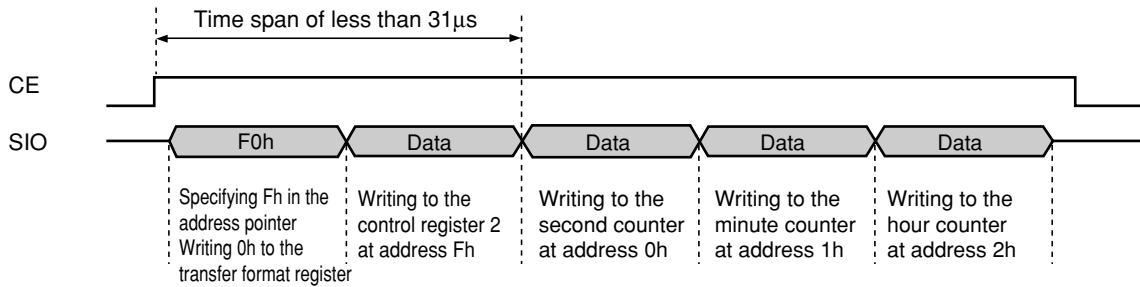 Time span of less than 31μs
CE
SIO
F0h
Data
Data
Data
Data
Specifying Fh in the
address pointer
Writing 0h to the
transfer format register
Writing to the
control register 2
at address Fh
Writing to the
second counter
at address 0h
Writing to the
minute counter
at address 1h
Writing to the
hour counter
at address 2h